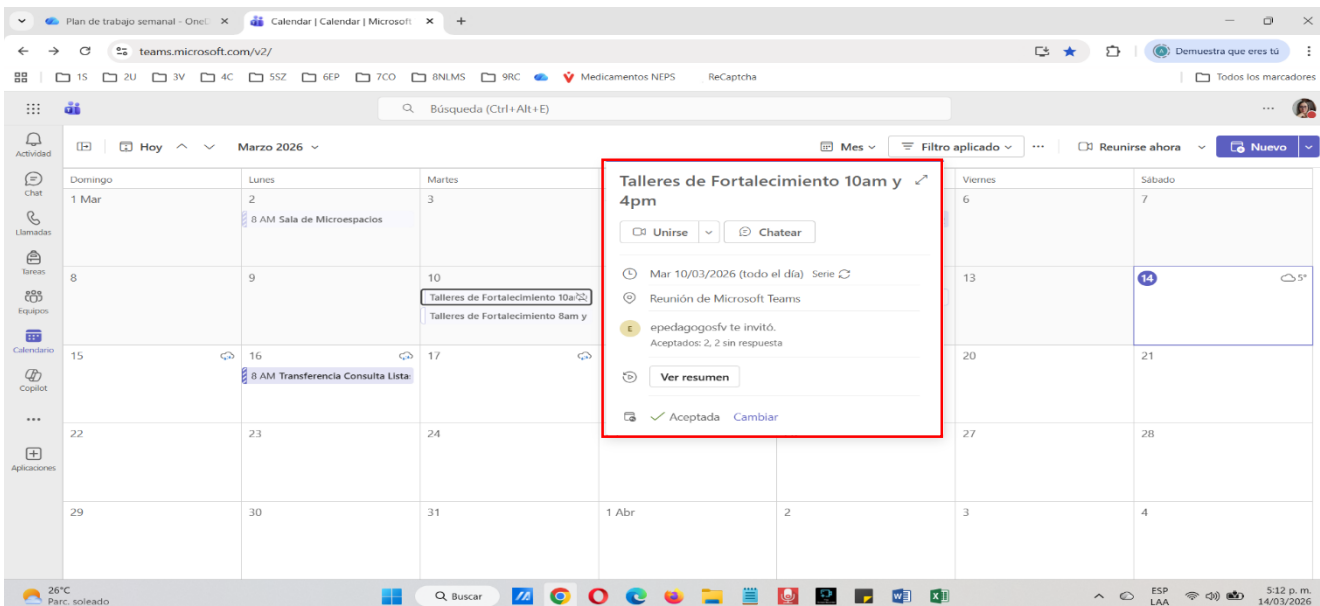 Plan de trabajo semanal - OneD
Calendar | Calendar | Microsoft
teams.microsoft.com/v2/
Demuestra que eres tú
1S 2U 3V 4C 5SZ 6EP 7CO 8NLMS 9RC Medicamentos NEPS ReCaptcha
Todos los marcadores
Búsqueda (Ctrl+Alt+E)
Actividad
Chat
Llamadas
Tareas
Equipos
Calendario
Copilot
Aplicaciones
Hoy Marzo 2026 Mes Filtro aplicado Reunirse ahora Nuevo
Domingo Lunes Martes Viernes Sábado
1 Mar 2 3 6 7
8 AM Sala de Microespacios
8 9 10 13 14 5°
Talleres de Fortalecimiento 10a
Talleres de Fortalecimiento 8am y
15 16 17 20 21
8 AM Transferencia Consulta Lista
22 23 24 27 28
29 30 31 1 Abr 2 3 4
Talleres de Fortalecimiento 10am y
4pm
Unirse Chatear
Mar 10/03/2026 (todo el día) Serie
Reunión de Microsoft Teams
E epedagogosfv te invitó.
Aceptados: 2, 2 sin respuesta
Ver resumen
Aceptada Cambiar
26°C
Parc. soleado
Buscar
ESP
LAA
5:12 p. m.
14/03/2026